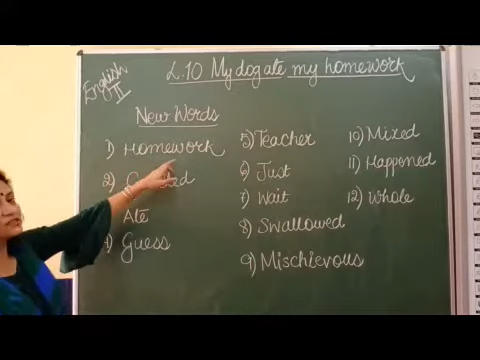 English
II
L.10 My dog ate my homework
New Words
1) Homework
2)
Ate
4) Guess
5) Teacher
6) Just
7) Wait
8) Swallowed
9) Mischievous
10) Mixed
11) Happened
12) Whole